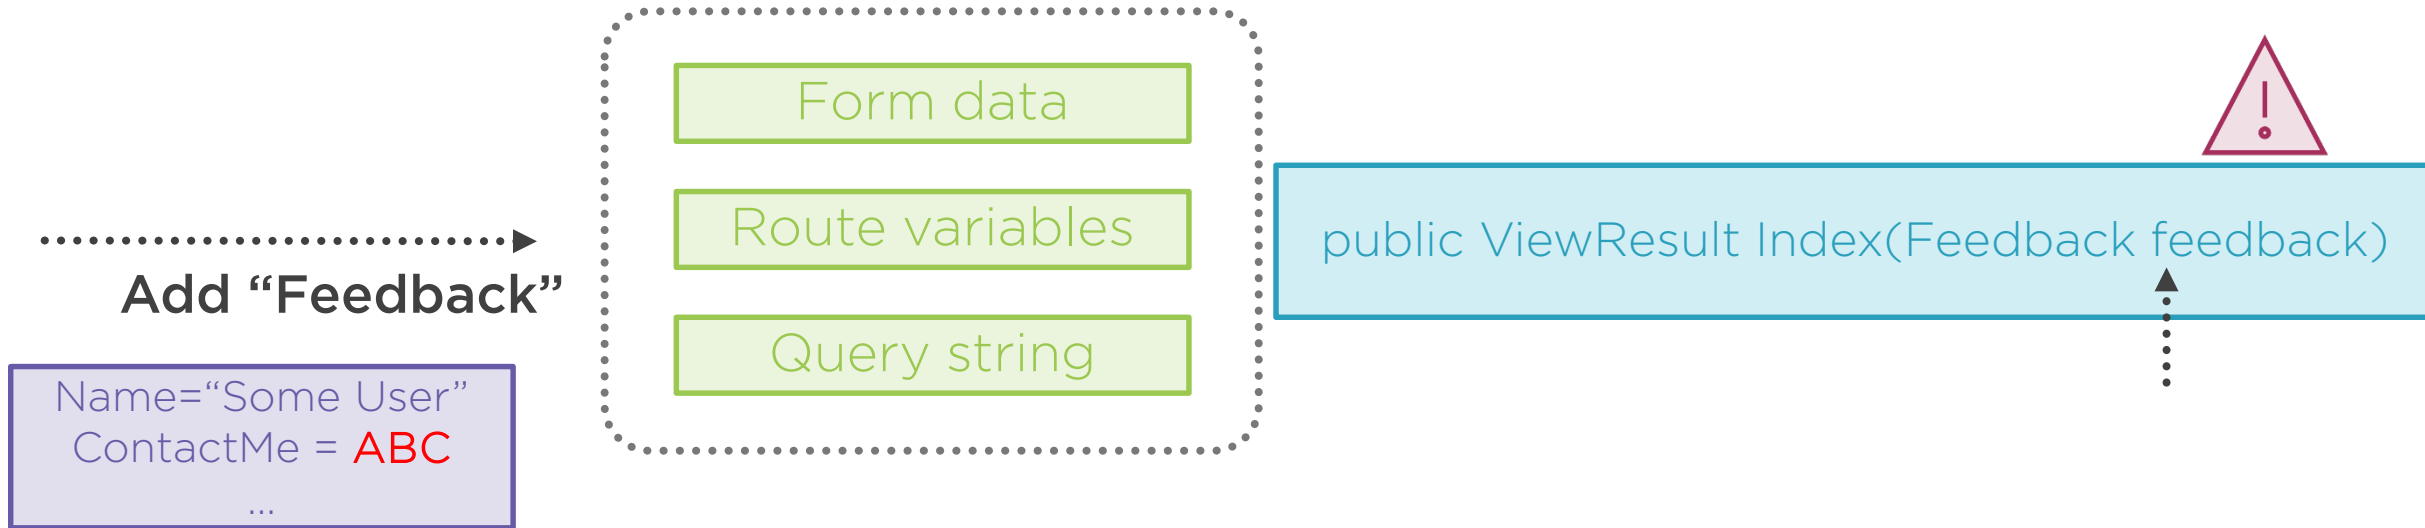 Add “Feedback”
Name=“Some User”
ContactMe = ABC
...
Form data
Route variables
Query string
!
public ViewResult Index(Feedback feedback)